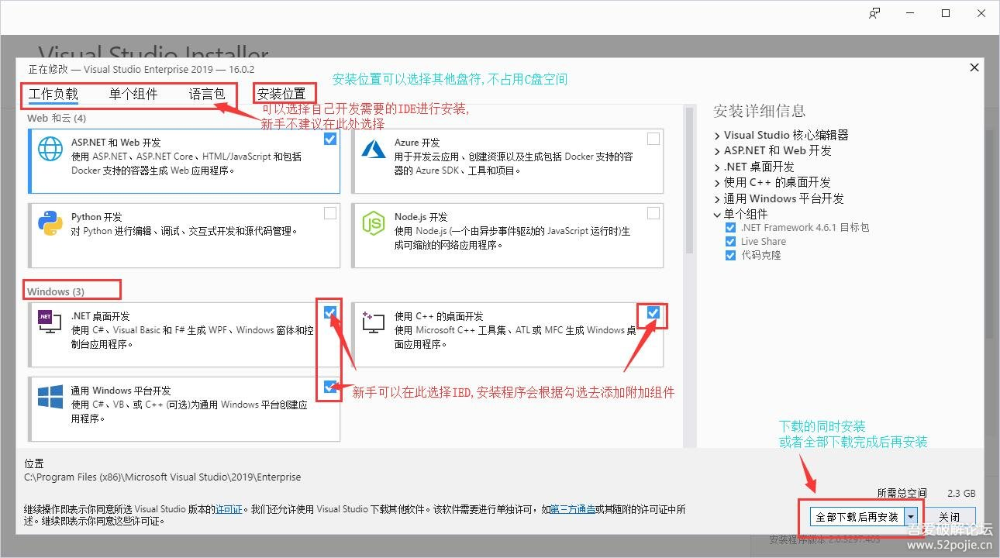 Visual Studio Installer
正在修改 — Visual Studio Enterprise 2019 — 16.0.2
安装位置可以选择其他盘符,不占用C盘空间
工作负载 单个组件 语言包 安装位置
可以选择自己开发需要的IDE进行安装,
新手不建议在此处选择
Web 和云 (4)
ASP.NET 和 Web 开发
使用 ASP.NET、ASP.NET Core、HTML/JavaScript 和包括
Docker 支持的容器生成 Web 应用程序。
Azure 开发
用于开发云应用、创建资源以及生成包括 Docker 支持的容
器的 Azure SDK、工具和项目。
Python 开发
对 Python 进行编辑、调试、交互式开发和源代码管理。
Node.js 开发
使用 Node.js (一个由异步事件驱动的 JavaScript 运行时)生
成可缩放的网络应用程序。
Windows (3)
.NET 桌面开发
使用 C#、Visual Basic 和 F# 生成 WPF、Windows 窗体和控
制台应用程序。
使用 C++ 的桌面开发
使用 Microsoft C++ 工具集、ATL 或 MFC 生成 Windows 桌
面应用程序。
通用 Windows 平台开发
使用 C#、VB、或 C++ (可选)为通用 Windows 平台创建应
用程序。
新手可以在此选择IED,安装程序会根据勾选去添加附加组件
安装详细信息
Visual Studio 核心编辑器
ASP.NET 和 Web 开发
.NET 桌面开发
使用 C++ 的桌面开发
通用 Windows 平台开发
单个组件
.NET Framework 4.6.1 目标包
Live Share
代码克隆
下载的同时安装
或者全部下载完成后再安装
位置
C:\Program Files (x86)\Microsoft Visual Studio\2019\Enterprise
所需总空间 2.3 GB
继续操作即表示你同意所选 Visual Studio 版本的许可证。我们还允许使用 Visual Studio 下载其他软件。该软件需要进行单独许可，如第三方通告或其随附的许可证中所
述。继续即表示你同意这些许可证。
全部下载后再安装 关闭
安装程序版本 2.0.3297.403
吾爱破解论坛
www.52pojie.cn